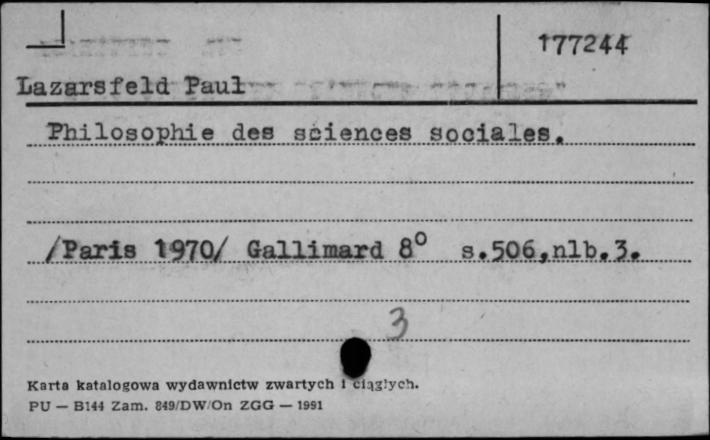 177244
Lazarsfeld Paul
Philosophie des sciences sociales.
/Paris 1970/ Gallimard 8° s.506,nlb.3.
3
Karta katalogowa wydawnictw zwartych i ciągłych.
PU — B144 Zam. 849/DW/On ZGG — 1991